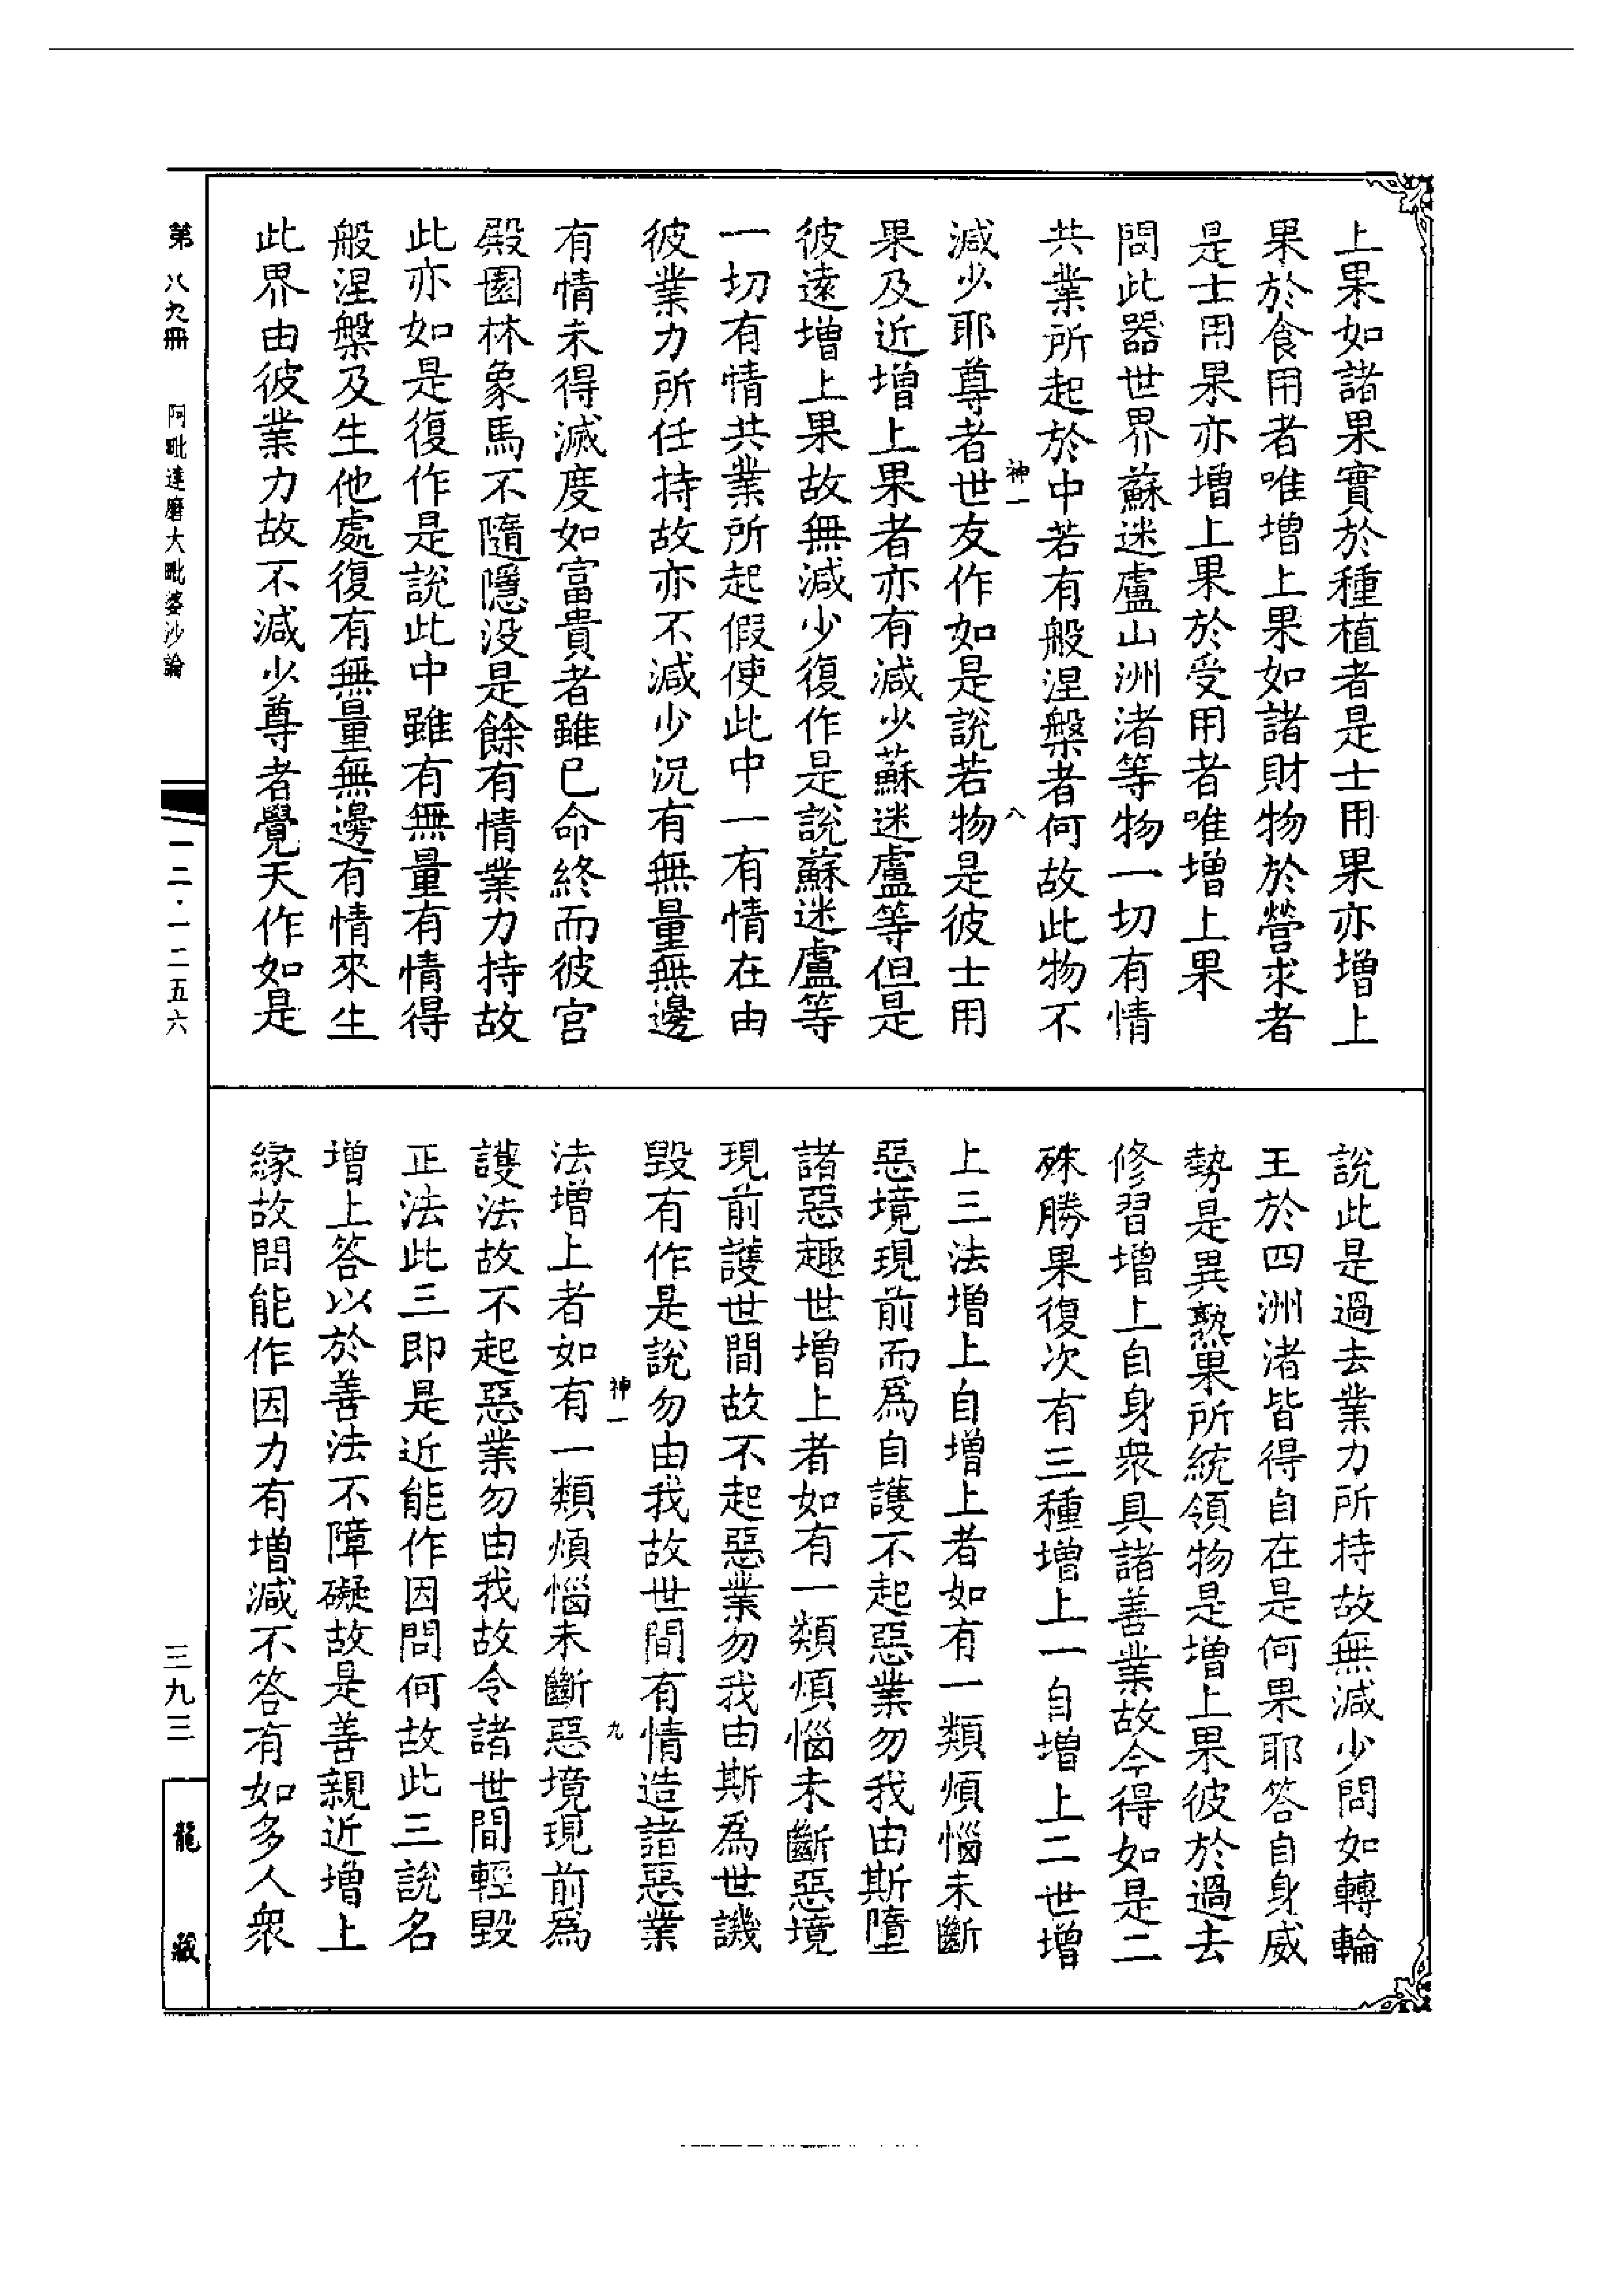 上果如諸果實於種植者是士用果亦增上
果於食用者唯增上果如諸財物於營求者
是士用果亦增上果於受用者唯增上果
問此器世界蘇迷盧山洲渚等物一切有情
共業所起於中若有般涅槃者何故此物不
神一
八
減少耶尊者世友作如是說若物是彼士用
果及近增上果者亦有減少蘇迷盧等但是
彼遠增上果故無減少復作是說蘇迷盧等
一切有情共業所起假使此中一有情在由
彼業力所任持故亦不減少況有無量無邊
有情未得滅度如富貴者雖已命終而彼宮
殿園林象馬不隨隱没是餘有情業力持故
此亦如是復作是說此中雖有無量有情得
般涅槃及生他處復有無量無邊有情來生
此界由彼業力故不減少尊者覺天作如是
說此是過去業力所持故無減少問如轉輪
王於四洲渚皆得自在是何果耶答自身威
勢是異熟果所統領物是增上果彼於過去
修習增上自身衆具諸善業故今得如是二
殊勝果復次有三種增上一自增上二世增
上三法增上自增上者如有一類煩惱未斷
惡境現前而爲自護不起惡業勿我由斯墮
諸惡趣世增上者如有一類煩惱未斷惡境
現前護世間故不起惡業勿我由斯爲世譏
毀有作是說勿由我故世間有情造諸惡業
神一
九
法增上者如有一類煩惱未斷惡境現前爲
護法故不起惡業勿由我故令諸世間輕毀
正法此三即是近能作因問何故此三說名
增上答以於善法不障礙故是善親近增上
緣故問能作因力有增減不答有如多人衆
第八九冊 阿毗達磨大毗婆沙論
一二·一二五六
三九三
龍藏